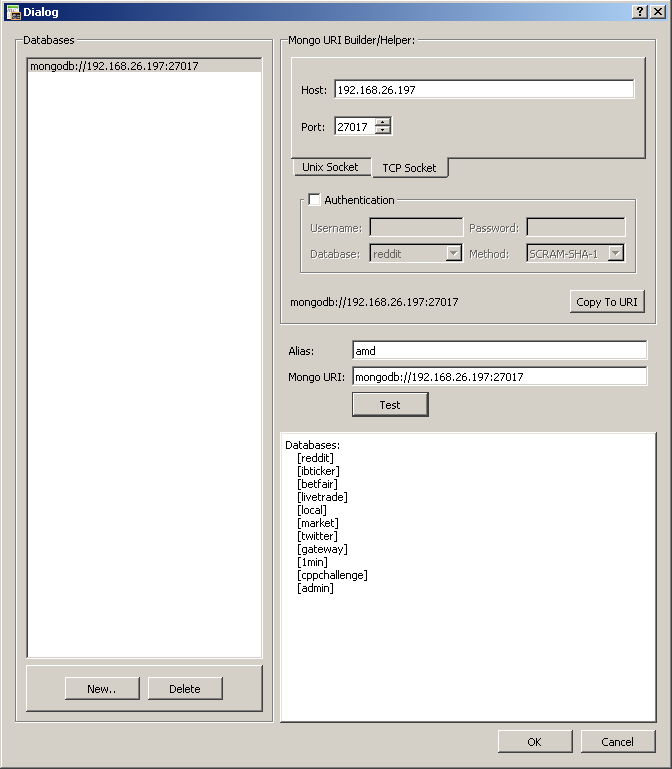 Dialog
Databases
mongodb://192.168.26.197:27017
New..
Delete
Mongo URI Builder/Helper:
Host: 192.168.26.197
Port: 27017
Unix Socket TCP Socket
Authentication
Username: Password:
Database: reddit Method: SCRAM-SHA-1
mongodb://192.168.26.197:27017 Copy To URI
Alias: amd
Mongo URI: mongodb://192.168.26.197:27017
Test
Databases:
[reddit]
[ibticker]
[betfair]
[livetrade]
[local]
[market]
[twitter]
[gateway]
[1min]
[cppchallenge]
[admin]
OK Cancel